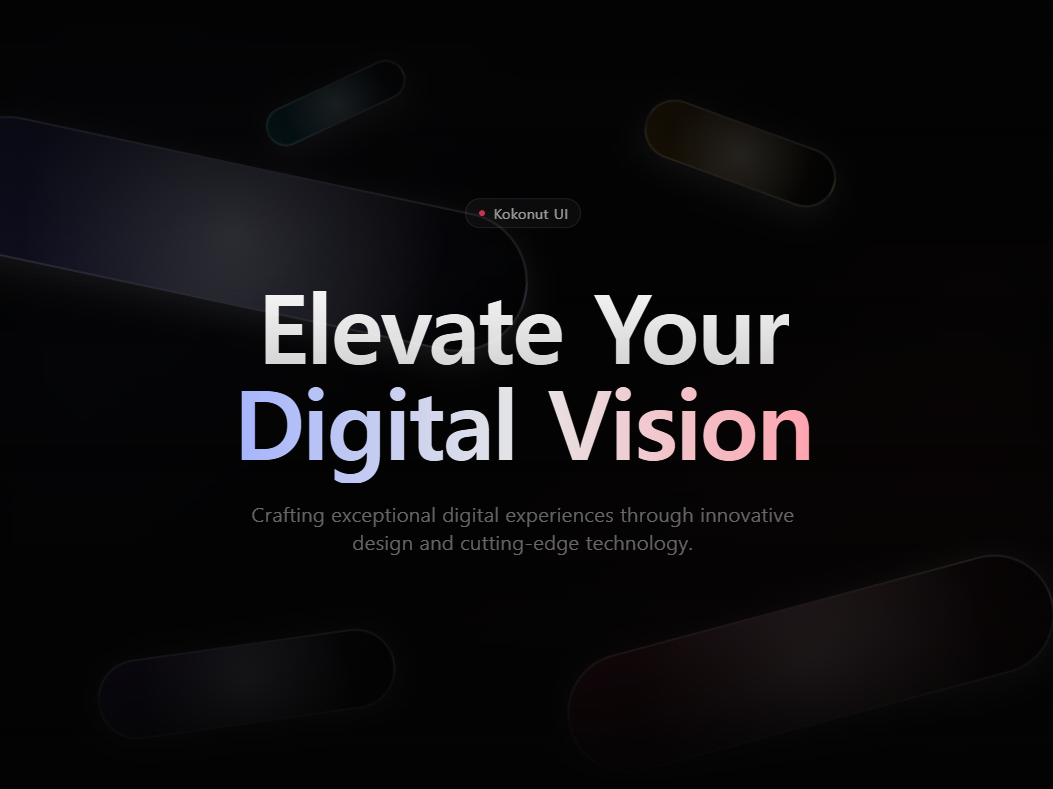 Kokonut UI
Elevate Your
Digital Vision
Crafting exceptional digital experiences through innovative
design and cutting-edge technology.